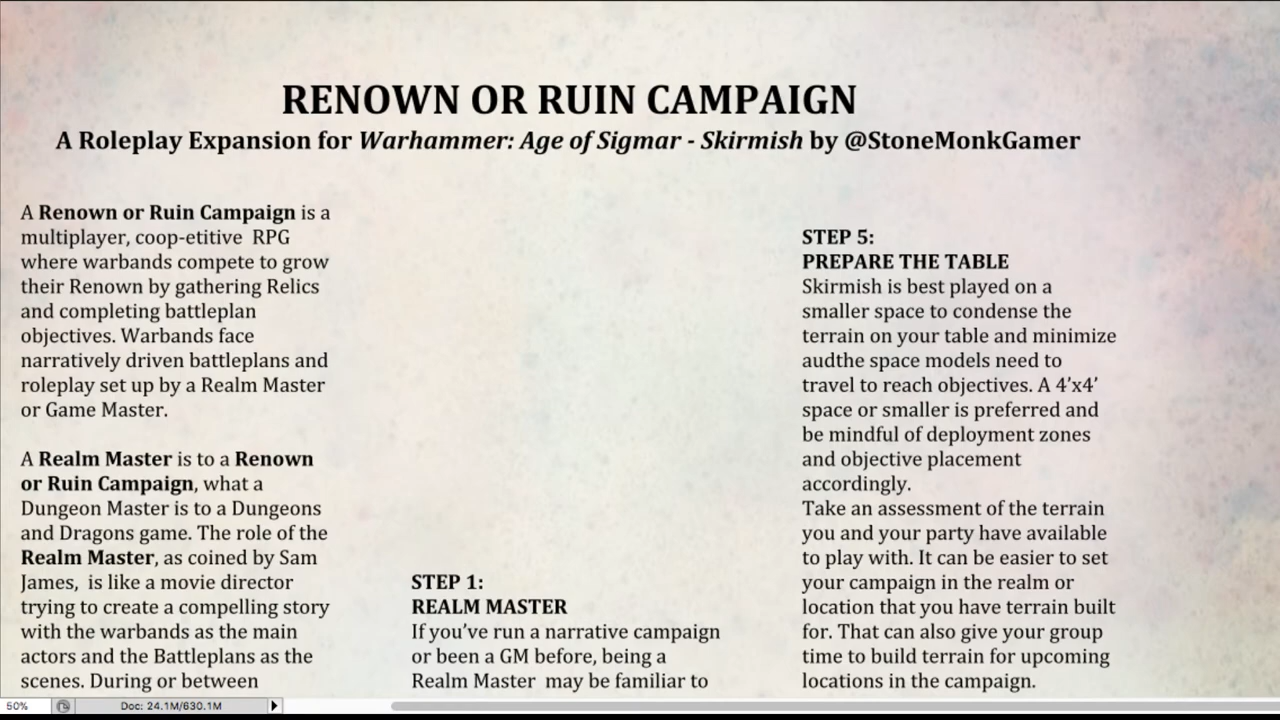 RENOWN OR RUIN CAMPAIGN
A Roleplay Expansion for Warhammer: Age of Sigmar - Skirmish by @StoneMonkGamer
A Renown or Ruin Campaign is a
multiplayer, coop-etitive RPG
where warbands compete to grow
their Renown by gathering Relics
and completing battleplan
objectives. Warbands face
narratively driven battleplans and
roleplay set up by a Realm Master
or Game Master.
A Realm Master is to a Renown
or Ruin Campaign, what a
Dungeon Master is to a Dungeons
and Dragons game. The role of the
Realm Master, as coined by Sam
James, is like a movie director
trying to create a compelling story
with the warbands as the main
actors and the Battleplans as the
scenes. During or between
STEP 1:
REALM MASTER
If you've run a narrative campaign
or been a GM before, being a
Realm Master may be familiar to
STEP 5:
PREPARE THE TABLE
Skirmish is best played on a
smaller space to condense the
terrain on your table and minimize
audthe space models need to
travel to reach objectives. A 4'x4'
space or smaller is preferred and
be mindful of deployment zones
and objective placement
accordingly.
Take an assessment of the terrain
you and your party have available
to play with. It can be easier to set
your campaign in the realm or
location that you have terrain built
for. That can also give your group
time to build terrain for upcoming
locations in the campaign.
50%
Doc: 24.1M/630.1M